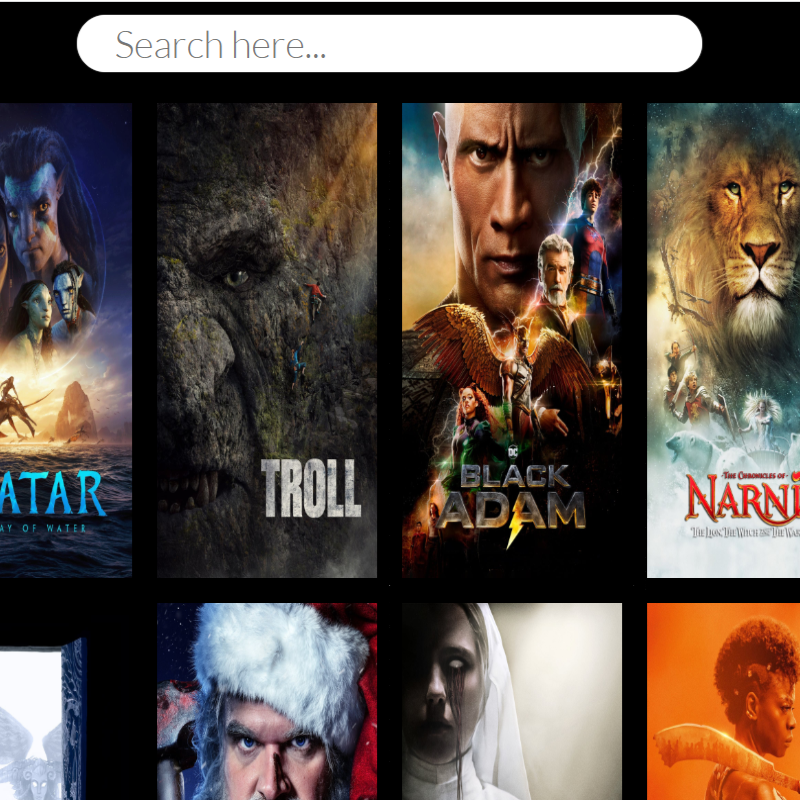 Search here...
ATAR
AY OF WATER
TROLL
DC
BLACK
ADAM
THE CHRONICLES OF
NARNI
THE LION, THE WITCH AND THE WAR